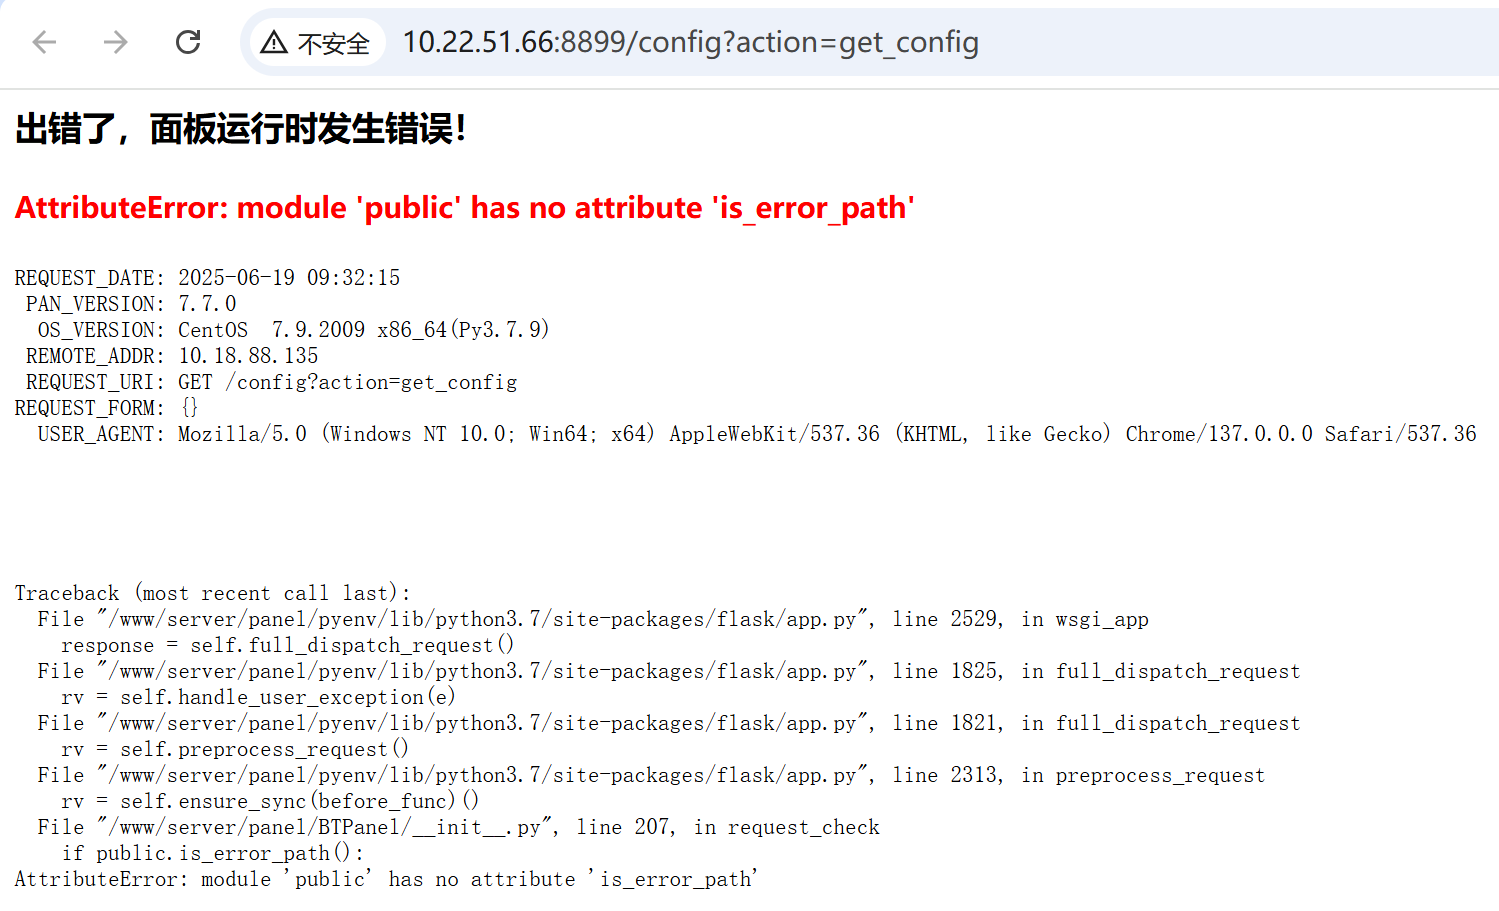 不安全 10.22.51.66:8899/config?action=get_config
出错了，面板运行时发生错误！
AttributeError: module 'public' has no attribute 'is_error_path'
REQUEST_DATE: 2025-06-19 09:32:15
PAN_VERSION: 7.7.0
OS_VERSION: CentOS  7.9.2009 x86_64(Py3.7.9)
REMOTE_ADDR: 10.18.88.135
REQUEST_URI: GET /config?action=get_config
REQUEST_FORM: {}
USER_AGENT: Mozilla/5.0 (Windows NT 10.0; Win64; x64) AppleWebKit/537.36 (KHTML, like Gecko) Chrome/137.0.0.0 Safari/537.36
Traceback (most recent call last):
  File "/www/server/panel/pyenv/lib/python3.7/site-packages/flask/app.py", line 2529, in wsgi_app
    response = self.full_dispatch_request()
  File "/www/server/panel/pyenv/lib/python3.7/site-packages/flask/app.py", line 1825, in full_dispatch_request
    rv = self.handle_user_exception(e)
  File "/www/server/panel/pyenv/lib/python3.7/site-packages/flask/app.py", line 1821, in full_dispatch_request
    rv = self.preprocess_request()
  File "/www/server/panel/pyenv/lib/python3.7/site-packages/flask/app.py", line 2313, in preprocess_request
    rv = self.ensure_sync(before_func)()
  File "/www/server/panel/BTPanel/__init__.py", line 207, in request_check
    if public.is_error_path():
AttributeError: module 'public' has no attribute 'is_error_path'